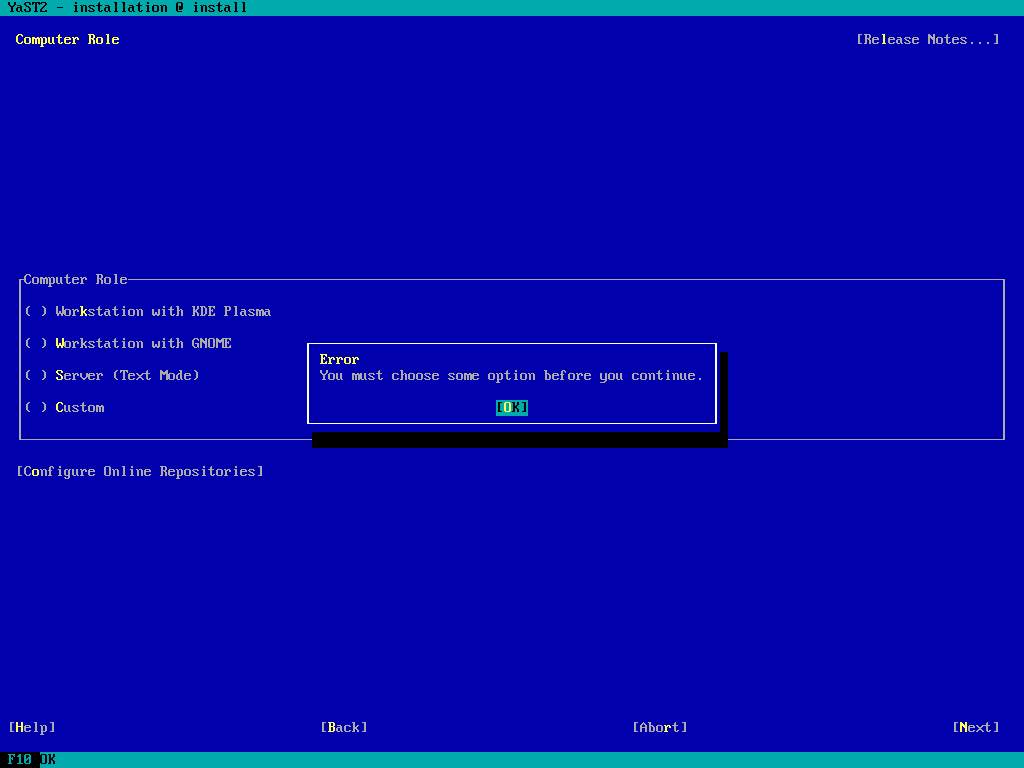 YaST2 - installation @ install
Computer Role [Release Notes...]
Computer Role
( ) Workstation with KDE Plasma
( ) Workstation with GNOME
( ) Server (Text Mode)
( ) Custom
Error
You must choose some option before you continue.
[OK]
[Configure Online Repositories]
[Help] [Back] [Abort] [Next]
F10 OK